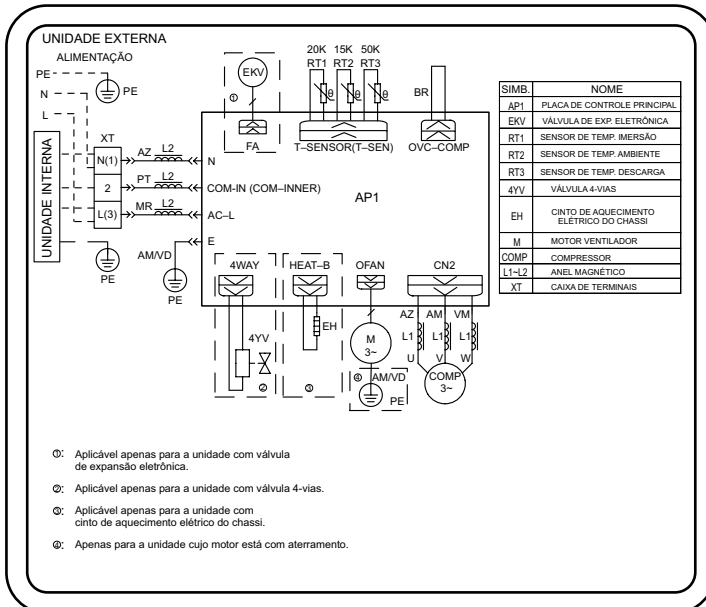 UNIDADE EXTERNA
ALIMENTAÇÃO
PE
N
L
PE
UNIDADE INTERNA
XT
N(1)
2
L(3)
AZ L2
PT L2
MR L2
N
COM-IN (COM–INNER)
AC–L
E
AM/VD
PE
PE
EKV
①
FA
20K 15K 50K
RT1 RT2 RT3
θ θ θ
T–SENSOR(T–SEN)
BR
OVC–COMP
AP1
4WAY
4YV
②
HEAT–B
EH
③
OFAN
M
3~
④ AM/VD
PE
CN2
AZ AM VM
L1 L1 L1
U V W
COMP
3~
SIMB. NOME
AP1 PLACA DE CONTROLE PRINCIPAL
EKV VÁLVULA DE EXP. ELETRÔNICA
RT1 SENSOR DE TEMP. IMERSÃO
RT2 SENSOR DE TEMP. AMBIENTE
RT3 SENSOR DE TEMP. DESCARGA
4YV VÁLVULA 4-VIAS
EH CINTO DE AQUECIMENTO
ELÉTRICO DO CHASSI
M MOTOR VENTILADOR
COMP COMPRESSOR
L1~L2 ANEL MAGNÉTICO
XT CAIXA DE TERMINAIS
①: Aplicável apenas para a unidade com válvula
de expansão eletrônica.
②: Aplicável apenas para a unidade com válvula 4-vias.
③: Aplicável apenas para a unidade com
cinto de aquecimento elétrico do chassi.
④: Apenas para a unidade cujo motor está com aterramento.